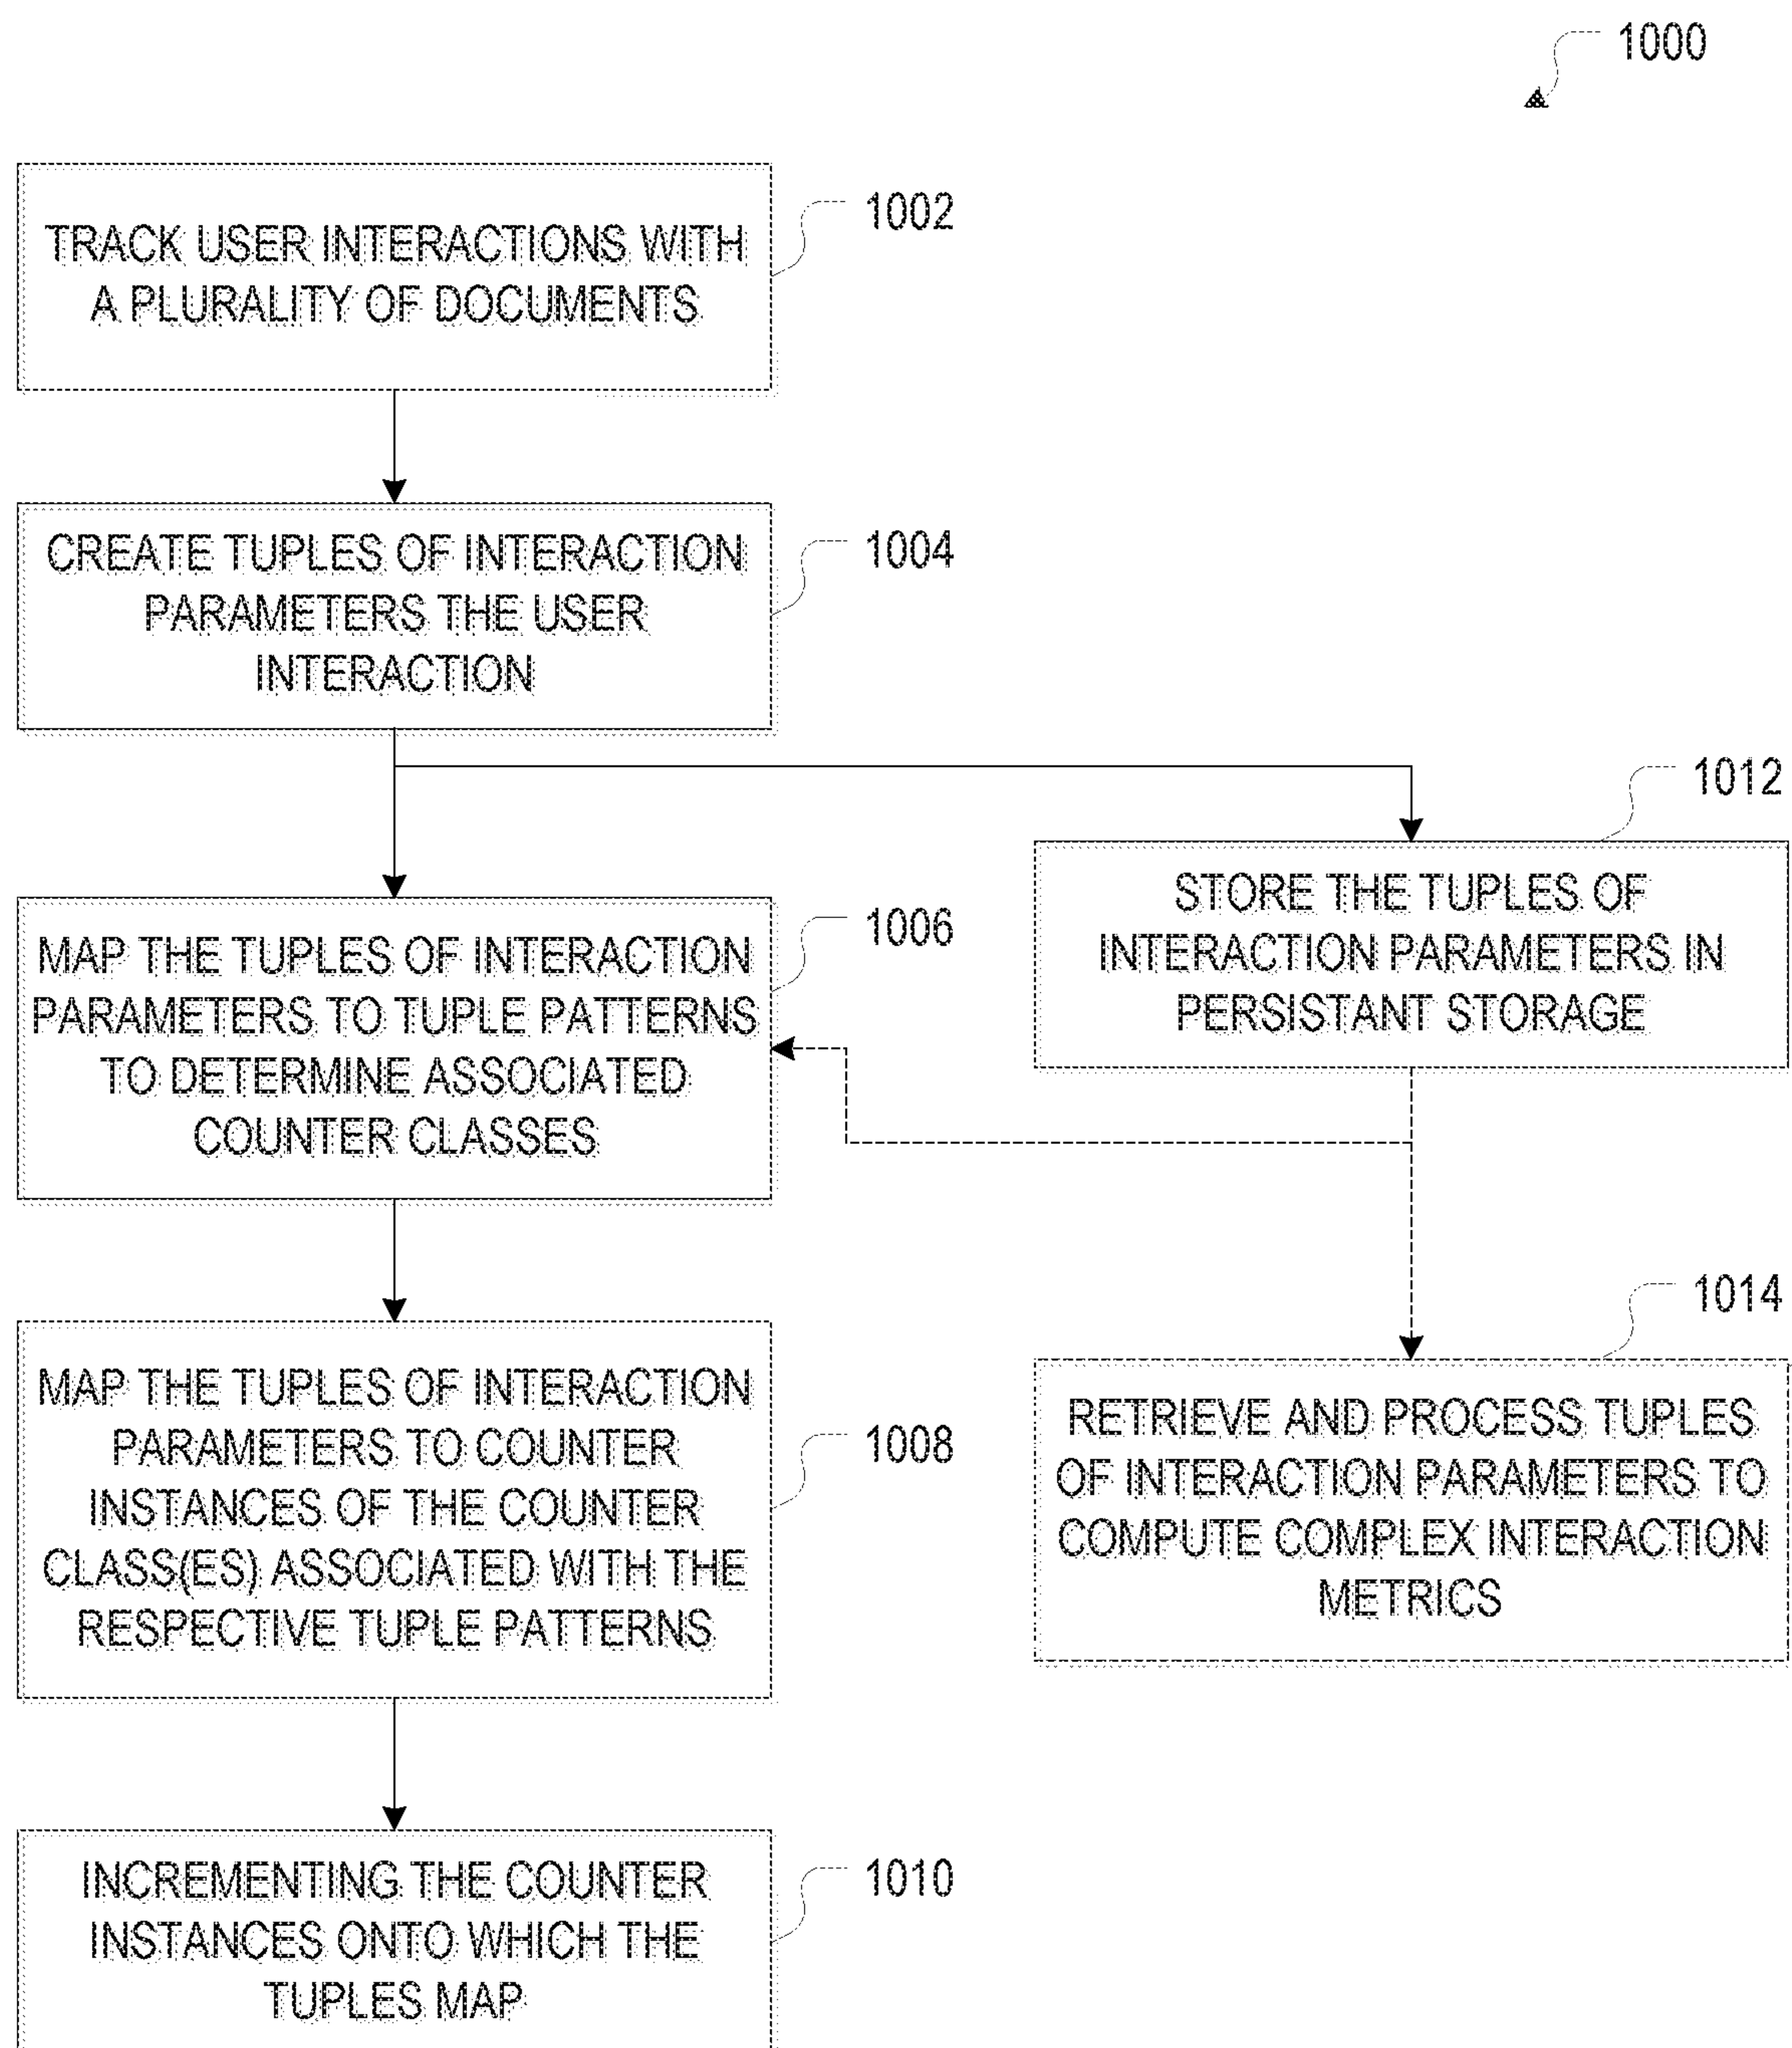 1000
TRACK USER INTERACTIONS WITH
A PLURALITY OF DOCUMENTS
1002
CREATE TUPLES OF INTERACTION
PARAMETERS THE USER
INTERACTION
1004
MAP THE TUPLES OF INTERACTION
PARAMETERS TO TUPLE PATTERNS
TO DETERMINE ASSOCIATED
COUNTER CLASSES
1006
STORE THE TUPLES OF
INTERACTION PARAMETERS IN
PERSISTANT STORAGE
1012
MAP THE TUPLES OF INTERACTION
PARAMETERS TO COUNTER
INSTANCES OF THE COUNTER
CLASS(ES) ASSOCIATED WITH THE
RESPECTIVE TUPLE PATTERNS
1008
RETRIEVE AND PROCESS TUPLES
OF INTERACTION PARAMETERS TO
COMPUTE COMPLEX INTERACTION
METRICS
1014
INCREMENTING THE COUNTER
INSTANCES ONTO WHICH THE
TUPLES MAP
1010